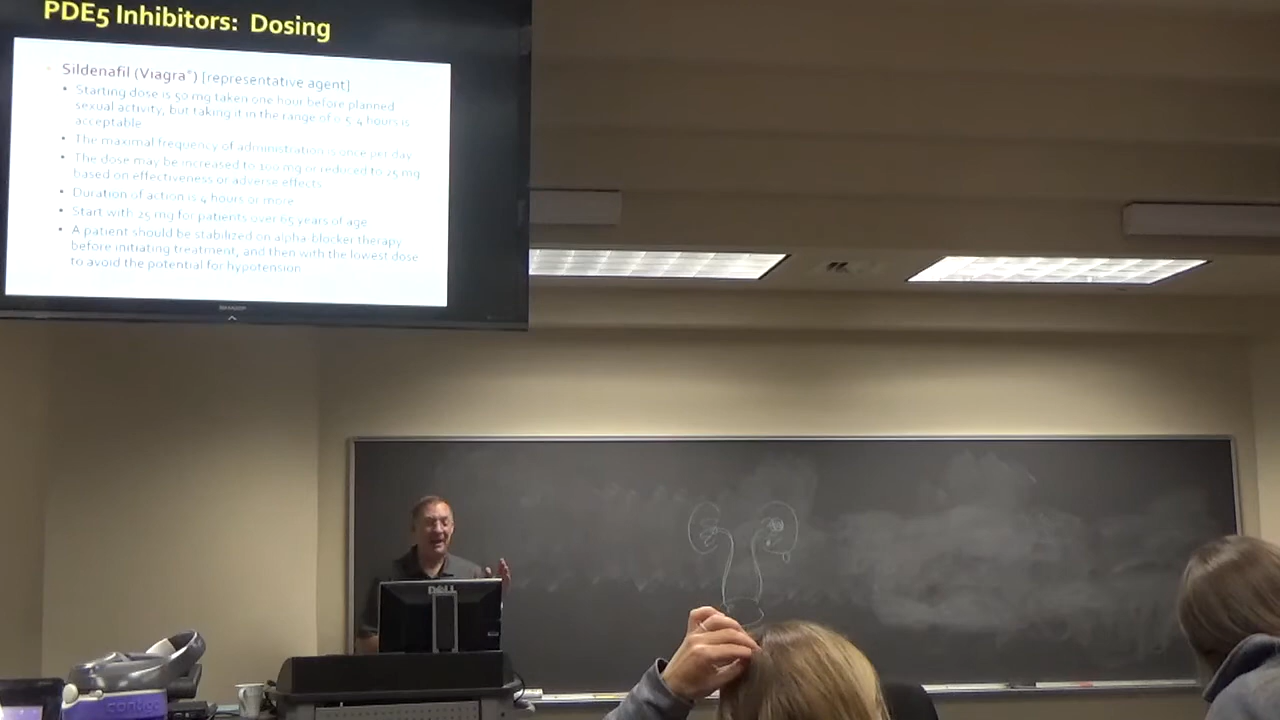 PDE5 Inhibitors: Dosing
Sildenafil (Viagra®) [representative agent]
• Starting dose is 50 mg taken one hour before planned
sexual activity, but taking it in the range of 0.5-4 hours is
acceptable
• The maximal frequency of administration is once per day
• The dose may be increased to 100 mg or reduced to 25 mg
based on effectiveness or adverse effects
• Duration of action is 4 hours or more
• Start with 25 mg for patients over 65 years of age
• A patient should be stabilized on alpha-blocker therapy
before initiating treatment, and then with the lowest dose
to avoid the potential for hypotension
SHARP
DELL
contigo